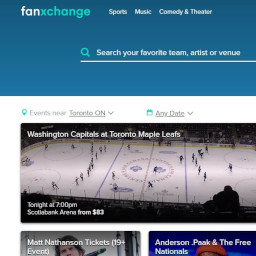 fanxchange Sports Music Comedy & Theater
Search your favorite team, artist or venue
Events near Toronto ON Any Date
Washington Capitals at Toronto Maple Leafs
Tonight at 7:00pm
Scotiabank Arena from $83
Matt Nathanson Tickets (19+
Event)
Anderson .Paak & The Free
Nationals